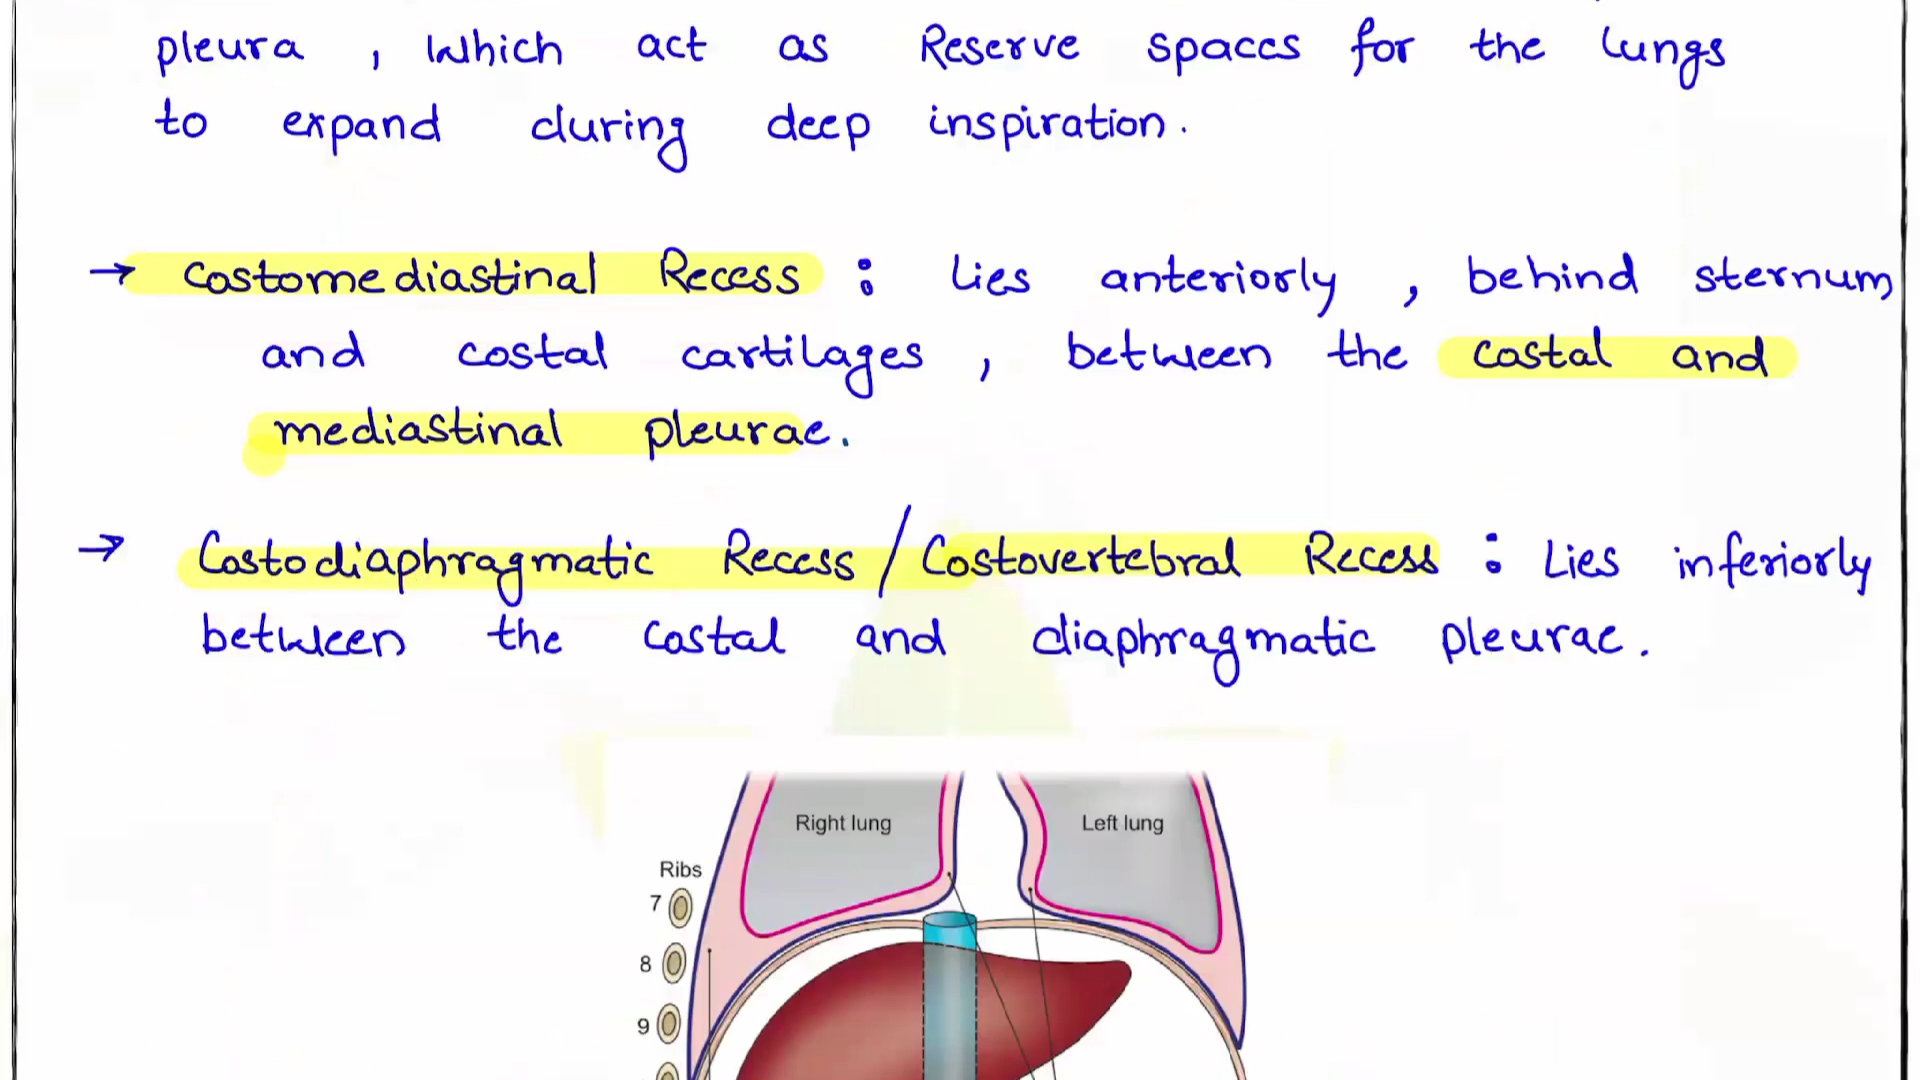 pleura , which act as Reserve spaces for the lungs
to expand during deep inspiration.
→ Costomediastinal Recess : Lies anteriorly , behind sternum
and costal cartilages , between the costal and
mediastinal pleurae.
→ Costodiaphragmatic Recess / Costovertebral Recess : Lies inferiorly
between the costal and diaphragmatic pleurae.
Right lung
Left lung
Ribs
7
8
9